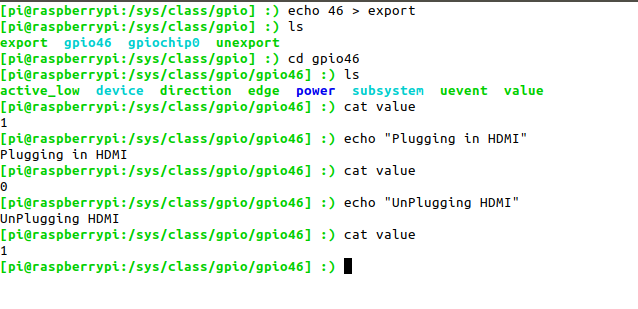 [pi@raspberrypi:/sys/class/gpio] :) echo 46 > export
[pi@raspberrypi:/sys/class/gpio] :) ls
export  gpio46  gpiochip0  unexport
[pi@raspberrypi:/sys/class/gpio] :) cd gpio46
[pi@raspberrypi:/sys/class/gpio/gpio46] :) ls
active_low  device  direction  edge  power  subsystem  uevent  value
[pi@raspberrypi:/sys/class/gpio/gpio46] :) cat value
1
[pi@raspberrypi:/sys/class/gpio/gpio46] :) echo "Plugging in HDMI"
Plugging in HDMI
[pi@raspberrypi:/sys/class/gpio/gpio46] :) cat value
0
[pi@raspberrypi:/sys/class/gpio/gpio46] :) echo "UnPlugging HDMI"
UnPlugging HDMI
[pi@raspberrypi:/sys/class/gpio/gpio46] :) cat value
1
[pi@raspberrypi:/sys/class/gpio/gpio46] :)